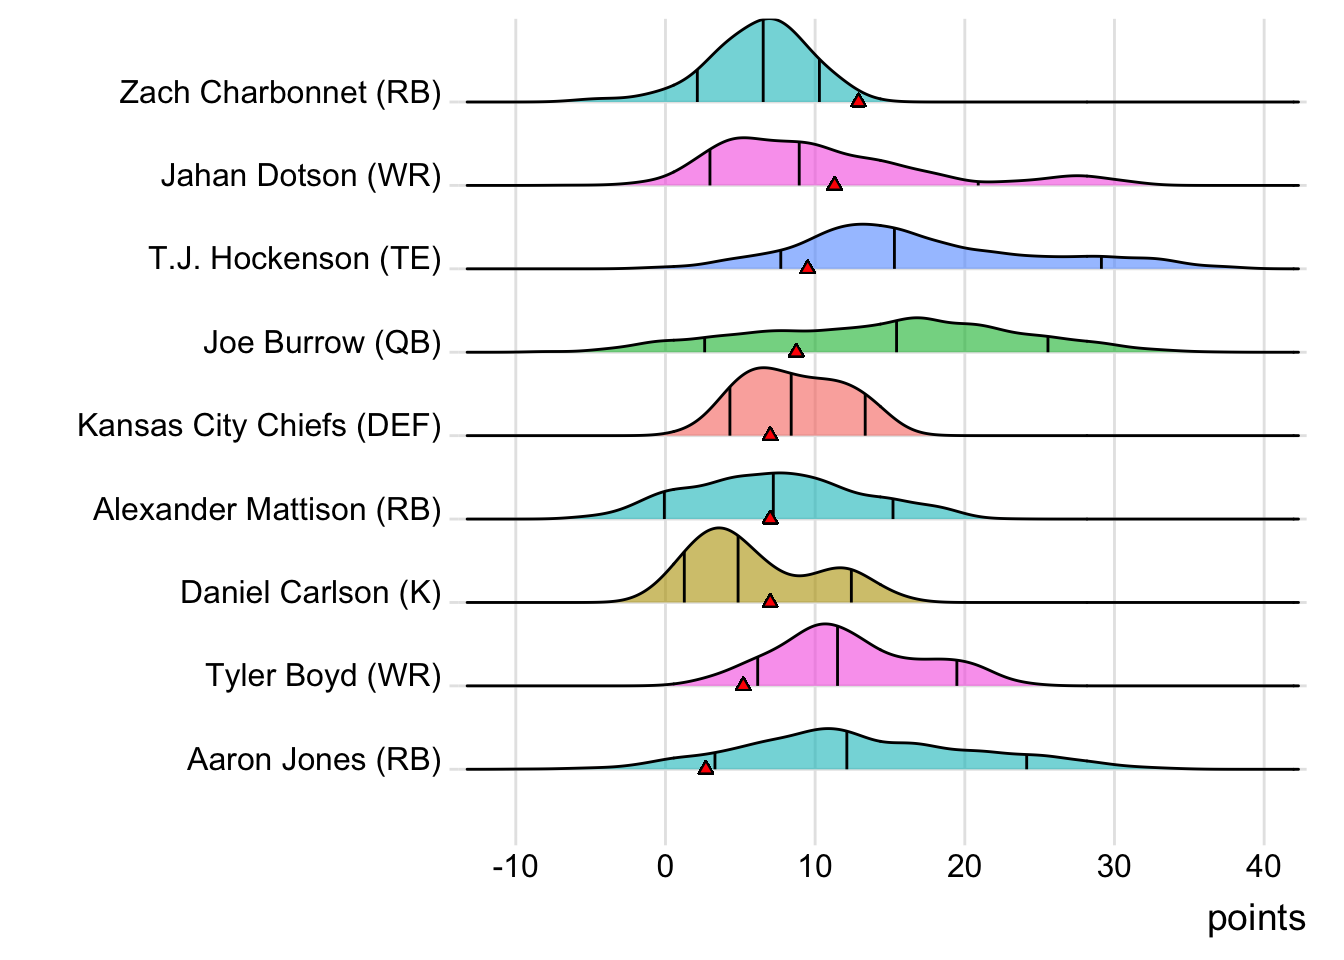 Zach Charbonnet (RB)
Jahan Dotson (WR)
T.J. Hockenson (TE)
Joe Burrow (QB)
Kansas City Chiefs (DEF)
Alexander Mattison (RB)
Daniel Carlson (K)
Tyler Boyd (WR)
Aaron Jones (RB)
-10 0 10 20 30 40
points